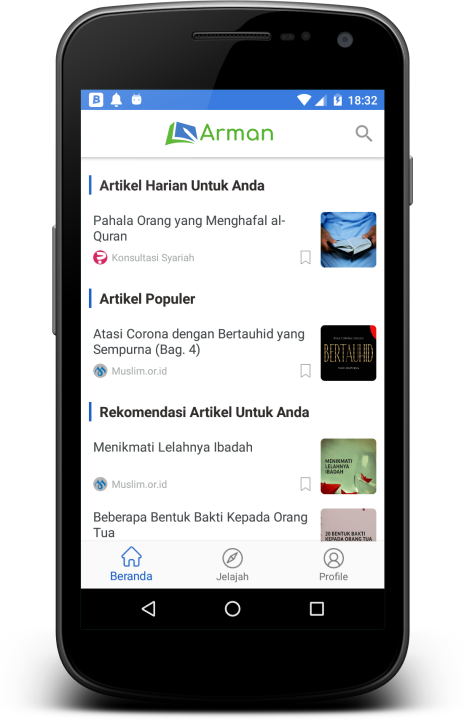 18:32
Arman
Artikel Harian Untuk Anda
Pahala Orang yang Menghafal al-
Quran
Konsultasi Syariah
Artikel Populer
Atasi Corona dengan Bertauhid yang
Sempurna (Bag. 4)
Muslim.or.id
BERTAUHID
Rekomendasi Artikel Untuk Anda
Menikmati Lelahnya Ibadah
Muslim.or.id
MENIKMATI
LELAHNYA
IBADAH
Beberapa Bentuk Bakti Kepada Orang
Tua
20 BENTUK BAKTI
KEPADA ORANG TUA
Beranda
Jelajah
Profile